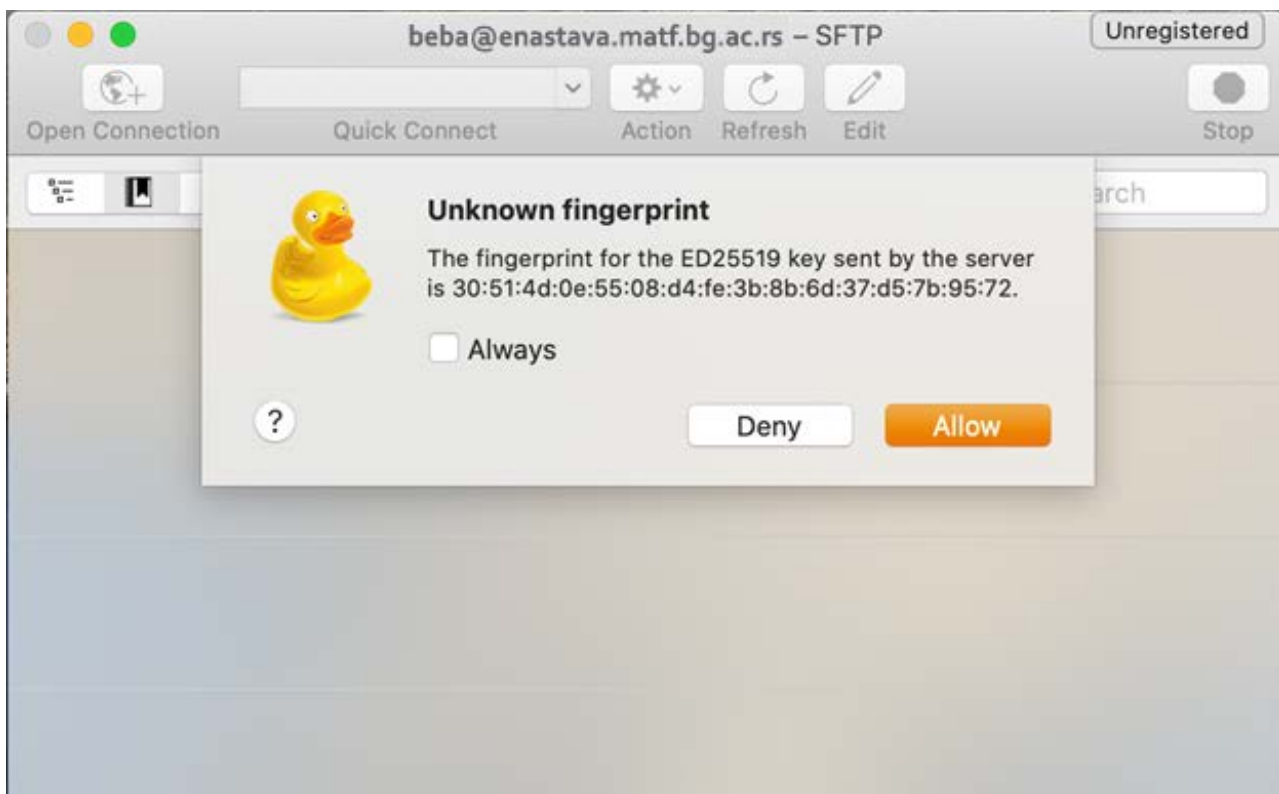 beba@enastava.matf.bg.ac.rs – SFTP
Unregistered
Open Connection
Quick Connect
Action
Refresh
Edit
Stop
arch
Unknown fingerprint
The fingerprint for the ED25519 key sent by the server
is 30:51:4d:0e:55:08:d4:fe:3b:8b:6d:37:d5:7b:95:72.
Always
?
Deny
Allow